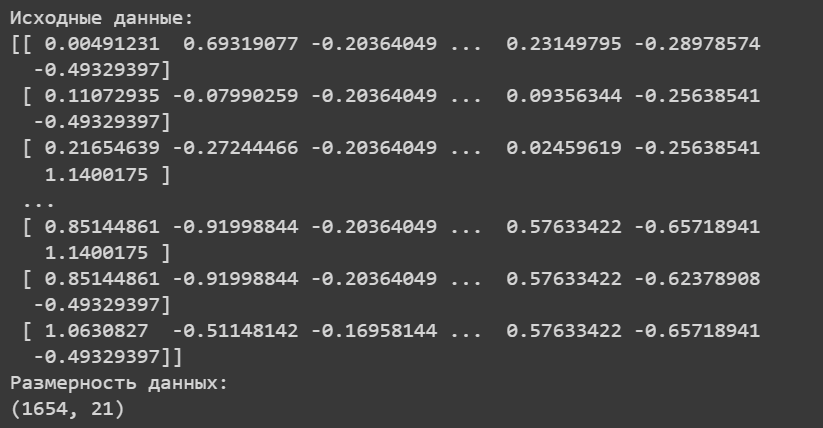 Исходные данные:
[[ 0.00491231  0.69319077 -0.20364049 ...  0.23149795 -0.28978574
  -0.49329397]
 [ 0.11072935 -0.07990259 -0.20364049 ...  0.09356344 -0.25638541
  -0.49329397]
 [ 0.21654639 -0.27244466 -0.20364049 ...  0.02459619 -0.25638541
   1.1400175 ]
 ...
 [ 0.85144861 -0.91998844 -0.20364049 ...  0.57633422 -0.65718941
   1.1400175 ]
 [ 0.85144861 -0.91998844 -0.20364049 ...  0.57633422 -0.62378908
  -0.49329397]
 [ 1.0630827  -0.51148142 -0.16958144 ...  0.57633422 -0.65718941
  -0.49329397]]
Размерность данных:
(1654, 21)